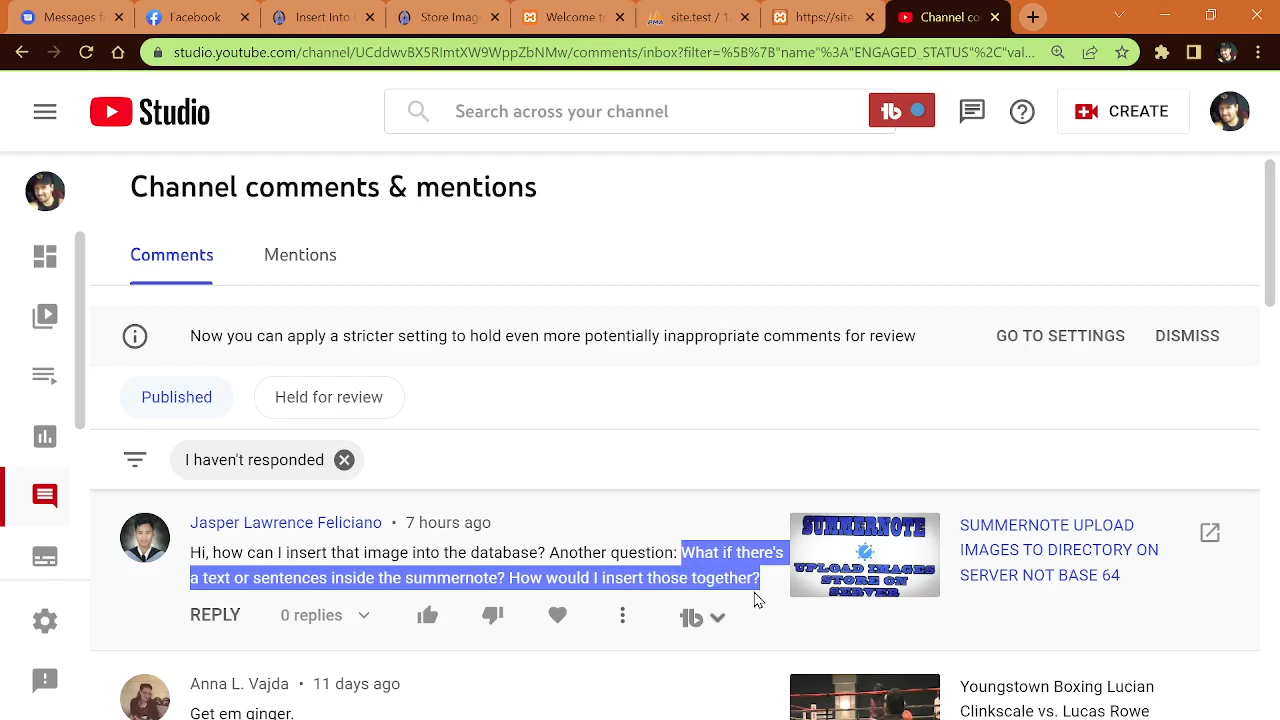 Messages f
Facebook
Insert Into
Store Imag
Welcome to
site.test / 1
https://site.
Channel co
studio.youtube.com/channel/UCddwvBX5RImtXW9WppZbNMw/comments/inbox?filter=%5B%7B"name"%3A"ENGAGED_STATUS"%2C"val...
Studio
Search across your channel
CREATE
Channel comments & mentions
Comments
Mentions
Now you can apply a stricter setting to hold even more potentially inappropriate comments for review
GO TO SETTINGS
DISMISS
Published
Held for review
I haven't responded
Jasper Lawrence Feliciano • 7 hours ago
Hi, how can I insert that image into the database? Another question: What if there's
a text or sentences inside the summernote? How would I insert those together?
REPLY
0 replies
SUMMERNOTE
UPLOAD IMAGES
STORE ON
SERVER
SUMMERNOTE UPLOAD
IMAGES TO DIRECTORY ON
SERVER NOT BASE 64
Anna L. Vajda • 11 days ago
Get em ginger.
Youngstown Boxing Lucian
Clinkscale vs. Lucas Rowe